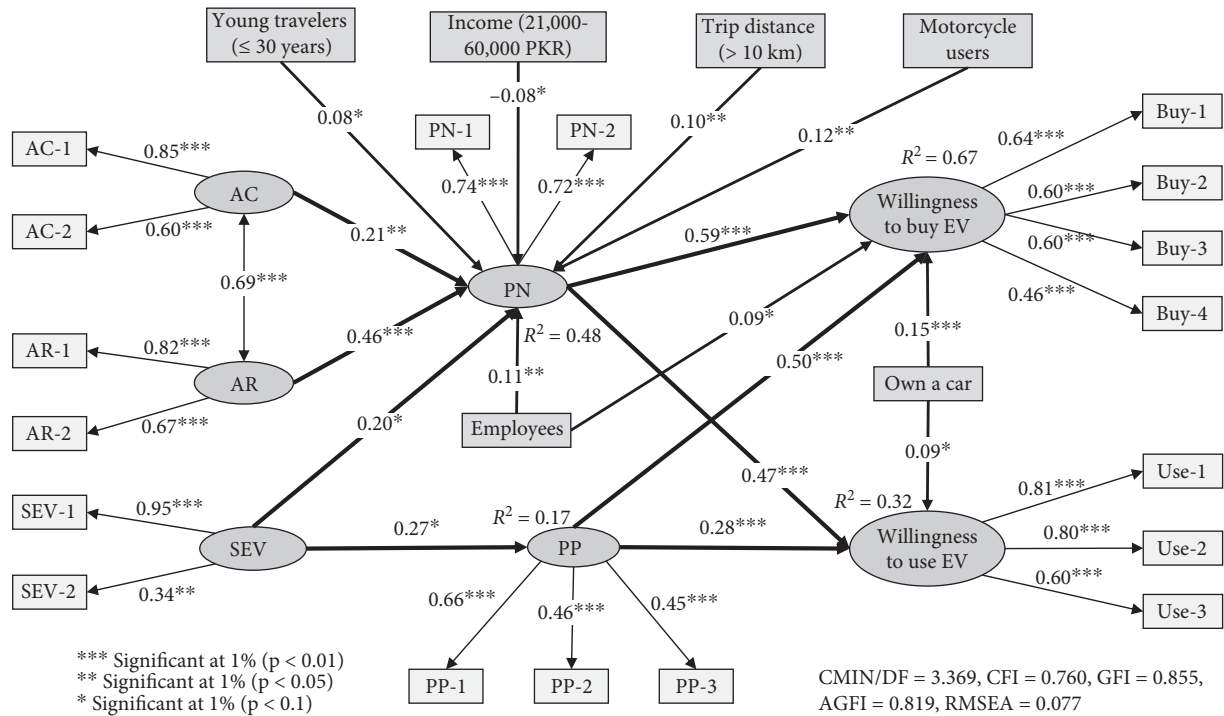 Young travelers
(≤ 30 years)
Income (21,000-
60,000 PKR)
Trip distance
(> 10 km)
Motorcycle
users
0.08*
–0.08*
0.10**
0.12**
PN-1
PN-2
0.74***
0.72***
AC-1
0.85***
AC
AC-2
0.60***
0.21**
0.69***
PN
R² = 0.48
AR-1
0.82***
AR
AR-2
0.67***
0.46***
0.11**
Employees
0.20*
0.59***
0.09*
0.50***
0.47***
R² = 0.67
Willingness
to buy EV
0.64***
Buy-1
0.60***
Buy-2
0.60***
Buy-3
0.46***
Buy-4
0.15***
Own a car
0.09*
SEV-1
0.95***
SEV
SEV-2
0.34**
0.27*
R² = 0.17
PP
0.28***
R² = 0.32
Willingness
to use EV
0.81***
Use-1
0.80***
Use-2
0.60***
Use-3
0.66***
0.46***
0.45***
PP-1
PP-2
PP-3
*** Significant at 1% (p < 0.01)
** Significant at 1% (p < 0.05)
* Significant at 1% (p < 0.1)
CMIN/DF = 3.369, CFI = 0.760, GFI = 0.855,
AGFI = 0.819, RMSEA = 0.077